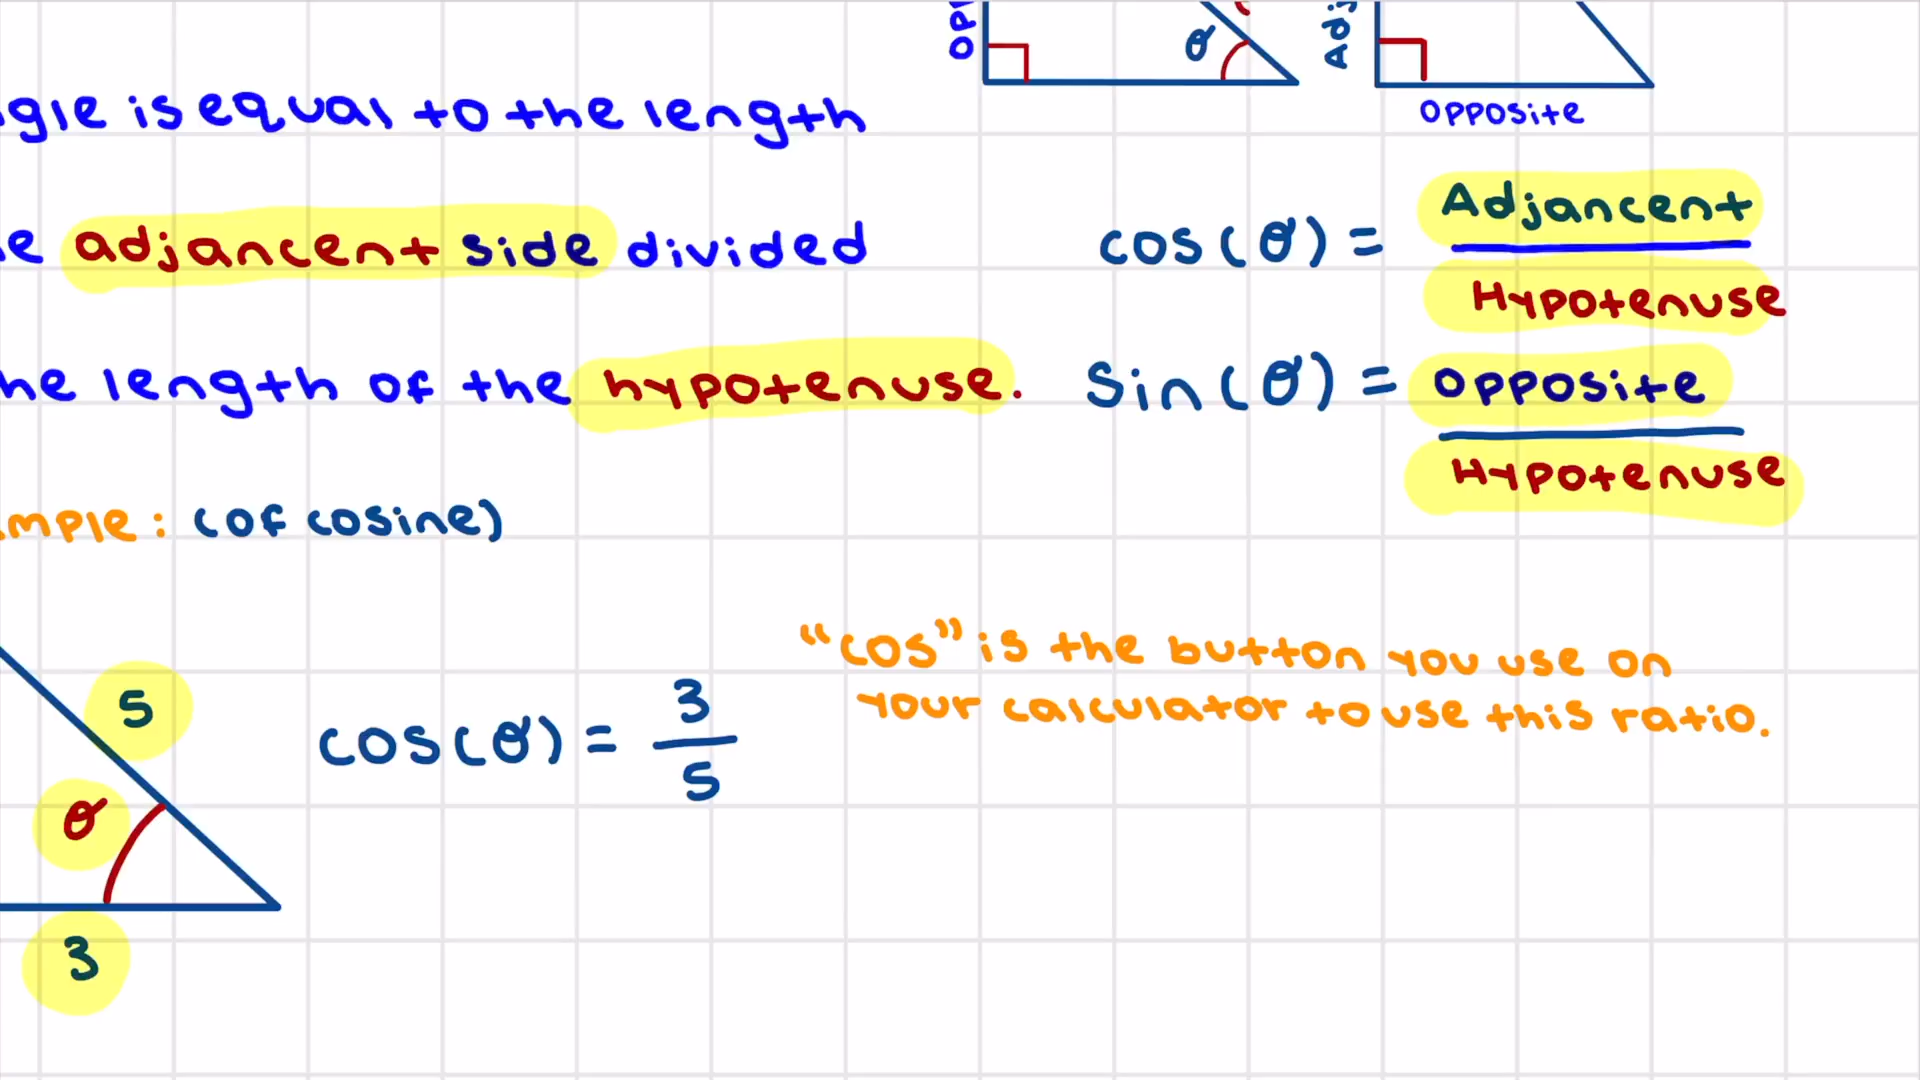 gle is equal to the length
e adjancent side divided
he length of the hypotenuse.
mple: (of cosine)
5
θ
3
cos(θ) = 3/5
opp
θ
Adj
opposite
cos(θ) = Adjancent
Hypotenuse
Sin(θ) = opposite
Hypotenuse
"cos" is the button you use on
your calculator to use this ratio.